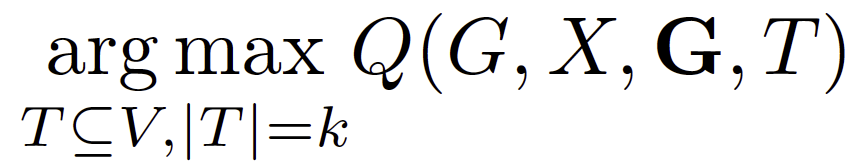 arg max Q(G, X, 𝐆, T)
T⊆V,|T|=k